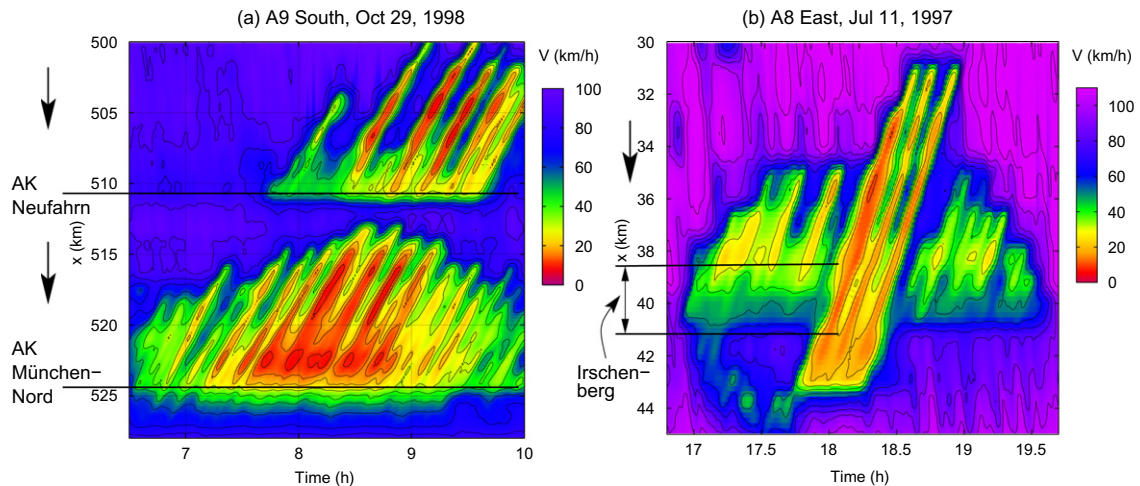 (a) A9 South, Oct 29, 1998
500
505
510
515
520
525
x (km)
AK
Neufahrn
AK
München−
Nord
7
8
9
10
Time (h)
V (km/h)
100
80
60
40
20
0
(b) A8 East, Jul 11, 1997
30
32
34
36
38
40
42
44
x (km)
Irschen−
berg
17
17.5
18
18.5
19
19.5
Time (h)
V (km/h)
100
80
60
40
20
0